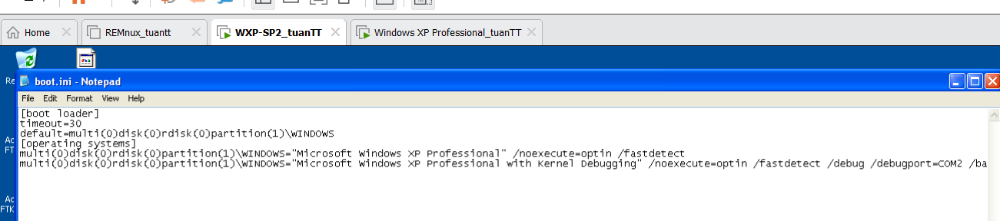 Home
REMnux_tuantt
WXP-SP2_tuanTT
Windows XP Professional_tuanTT
Re
boot.ini - Notepad
File Edit Format View Help
[boot loader]
timeout=30
default=multi(0)disk(0)rdisk(0)partition(1)\WINDOWS
[operating systems]
multi(0)disk(0)rdisk(0)partition(1)\WINDOWS="Microsoft Windows XP Professional" /noexecute=optin /fastdetect
multi(0)disk(0)rdisk(0)partition(1)\WINDOWS="Microsoft Windows XP Professional with Kernel Debugging" /noexecute=optin /fastdetect /debug /debugport=COM2 /ba
Ac
FT
Ac
FTK